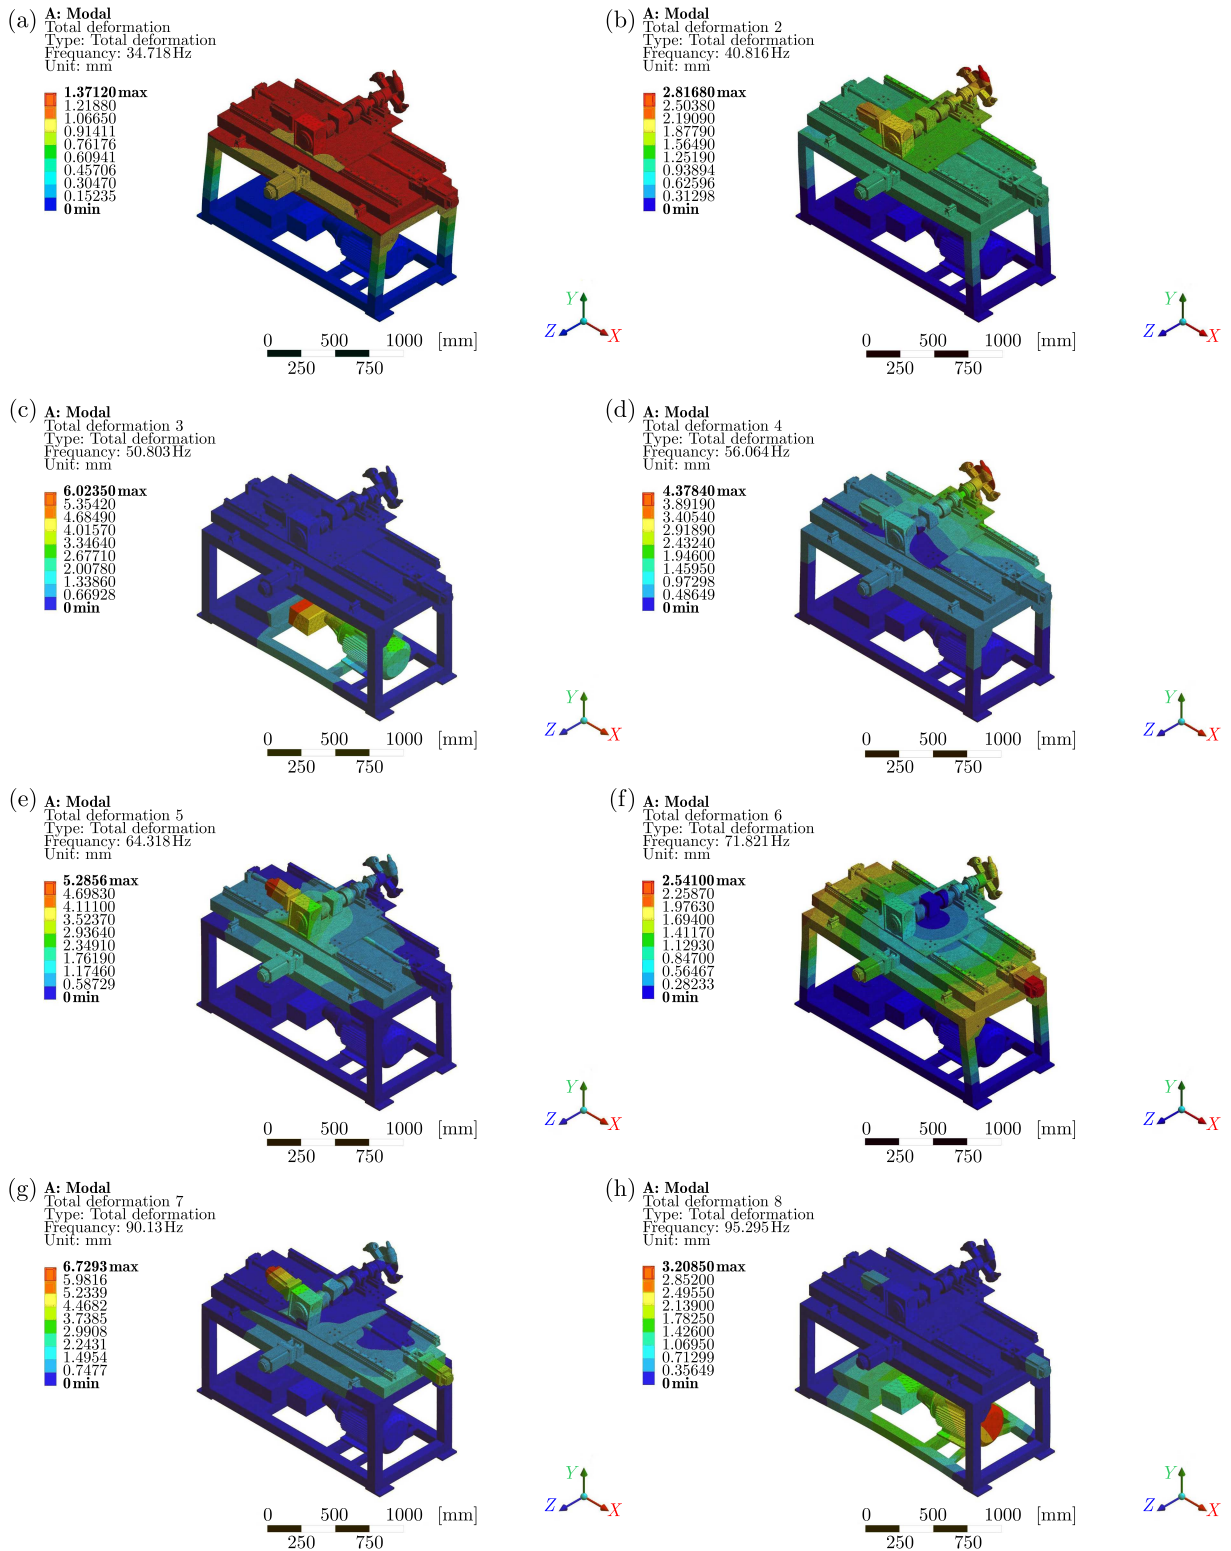 (a) A: Modal
Total deformation
Type: Total deformation
Frequancy: 34.718 Hz
Unit: mm
1.37120 max
1.21880
1.06650
0.91411
0.76176
0.60941
0.45706
0.30470
0.15235
0 min
Y
Z
X
0 500 1000 [mm]
250 750
(b) A: Modal
Total deformation 2
Type: Total deformation
Frequancy: 40.816 Hz
Unit: mm
2.81680 max
2.50380
2.19090
1.87790
1.56490
1.25190
0.93894
0.62596
0.31298
0 min
Y
Z
X
0 500 1000 [mm]
250 750
(c) A: Modal
Total deformation 3
Type: Total deformation
Frequancy: 50.803 Hz
Unit: mm
6.02350 max
5.35420
4.68490
4.01570
3.34640
2.67710
2.00780
1.33860
0.66928
0 min
Y
Z
X
0 500 1000 [mm]
250 750
(d) A: Modal
Total deformation 4
Type: Total deformation
Frequancy: 56.064 Hz
Unit: mm
4.37840 max
3.89190
3.40540
2.91890
2.43240
1.94600
1.45950
0.97298
0.48649
0 min
Y
Z
X
0 500 1000 [mm]
250 750
(e) A: Modal
Total deformation 5
Type: Total deformation
Frequancy: 64.318 Hz
Unit: mm
5.2856 max
4.69830
4.11100
3.52370
2.93640
2.34910
1.76190
1.17460
0.58729
0 min
Y
Z
X
0 500 1000 [mm]
250 750
(f) A: Modal
Total deformation 6
Type: Total deformation
Frequancy: 71.821 Hz
Unit: mm
2.54100 max
2.25870
1.97630
1.69400
1.41170
1.12930
0.84700
0.56467
0.28233
0 min
Y
Z
X
0 500 1000 [mm]
250 750
(g) A: Modal
Total deformation 7
Type: Total deformation
Frequancy: 90.13 Hz
Unit: mm
6.7293 max
5.9816
5.2339
4.4682
3.7385
2.9908
2.2431
1.4954
0.7477
0 min
Y
Z
X
0 500 1000 [mm]
250 750
(h) A: Modal
Total deformation 8
Type: Total deformation
Frequancy: 95.295 Hz
Unit: mm
3.20850 max
2.85200
2.49550
2.13900
1.78250
1.42600
1.06950
0.71299
0.35649
0 min
Y
Z
X
0 500 1000 [mm]
250 750